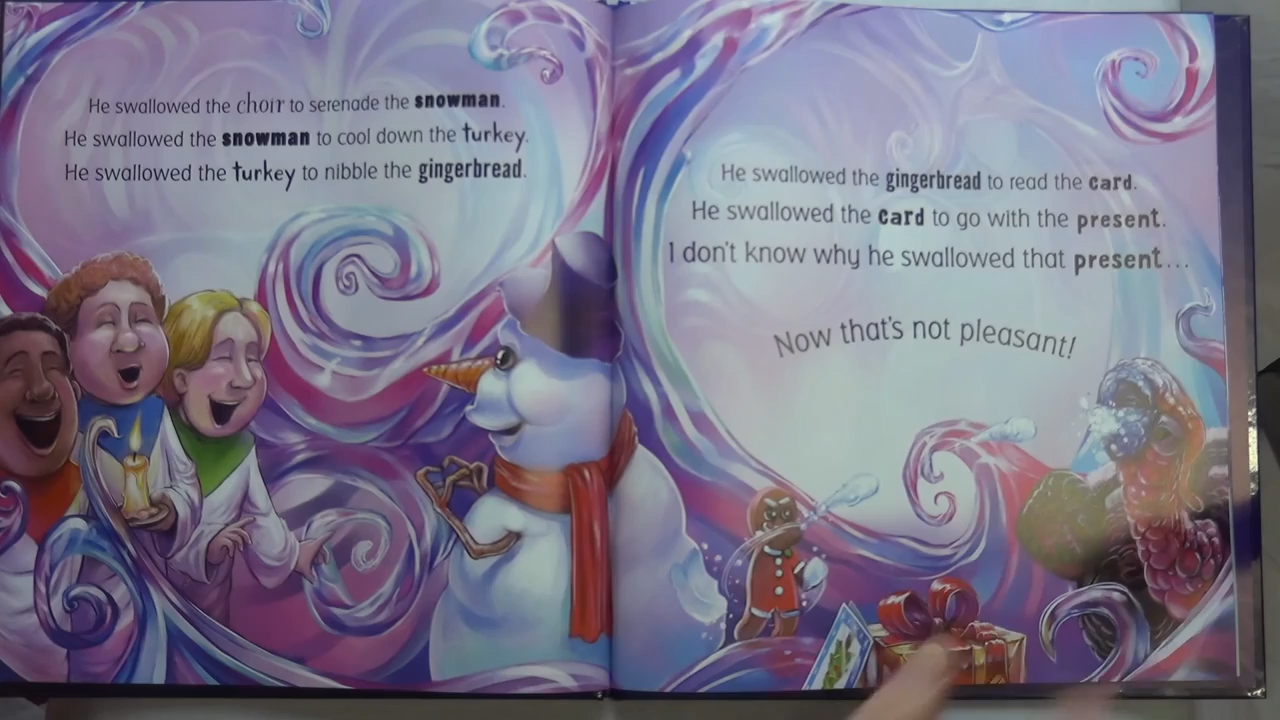 He swallowed the choir to serenade the snowman.
He swallowed the snowman to cool down the turkey.
He swallowed the turkey to nibble the gingerbread.
He swallowed the gingerbread to read the card.
He swallowed the card to go with the present.
I don't know why he swallowed that present...
Now that's not pleasant!